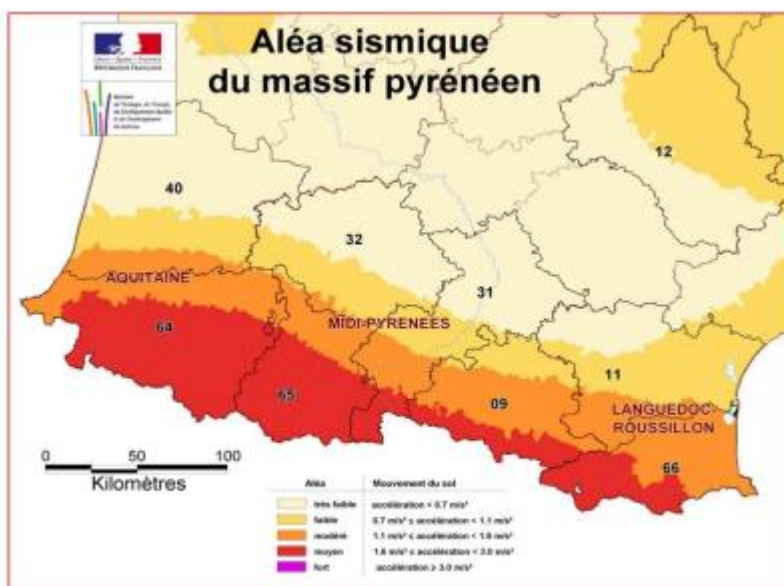 Aléa sismique
du massif pyrénéen
RÉPUBLIQUE FRANÇAISE
12
40
32
31
AQUITAINE
MIDI-PYRENEES
64
65
09
11
LANGUEDOC-
ROUSSILLON
66
0 50 100
Kilomètres
Aléa Mouvement du sol
très faible accélération < 0.7 m/s²
faible 0.7 m/s² ≤ accélération < 1.1 m/s²
modéré 1.1 m/s² ≤ accélération < 1.6 m/s²
moyen 1.6 m/s² ≤ accélération < 3.0 m/s²
fort accélération ≥ 3.0 m/s²